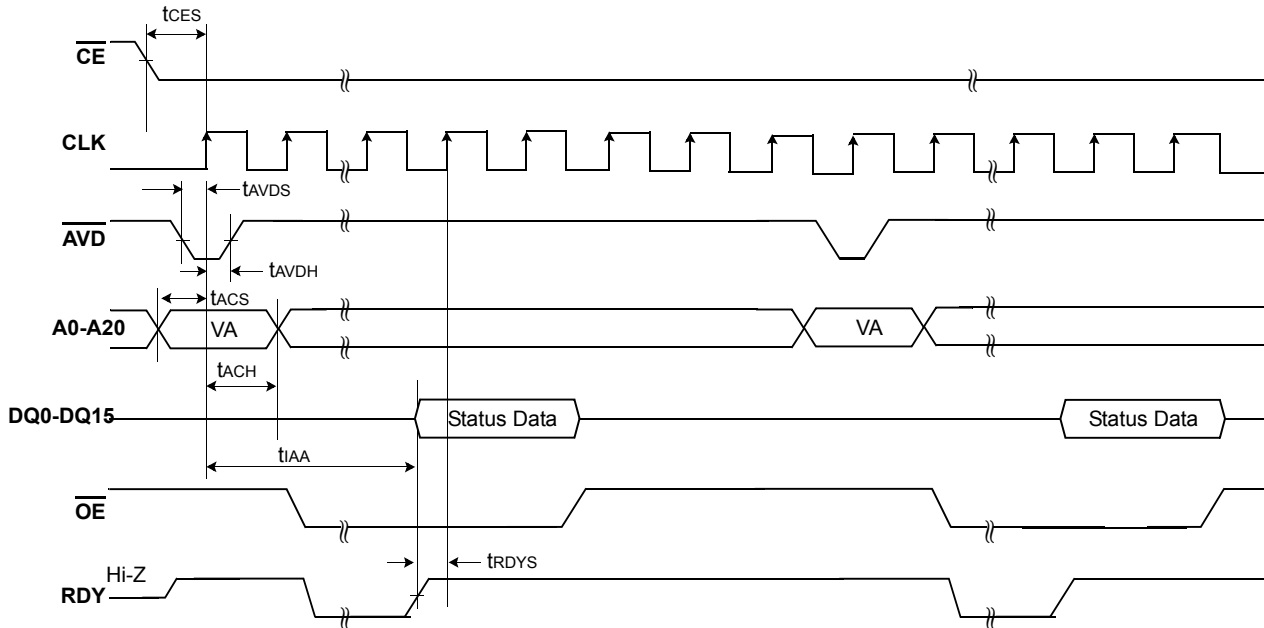 tCES
CE
CLK
tAVDS
AVD
tAVDH
tACS
A0-A20
VA
VA
tACH
DQ0-DQ15
Status Data
Status Data
tIAA
OE
tRDYS
Hi-Z
RDY